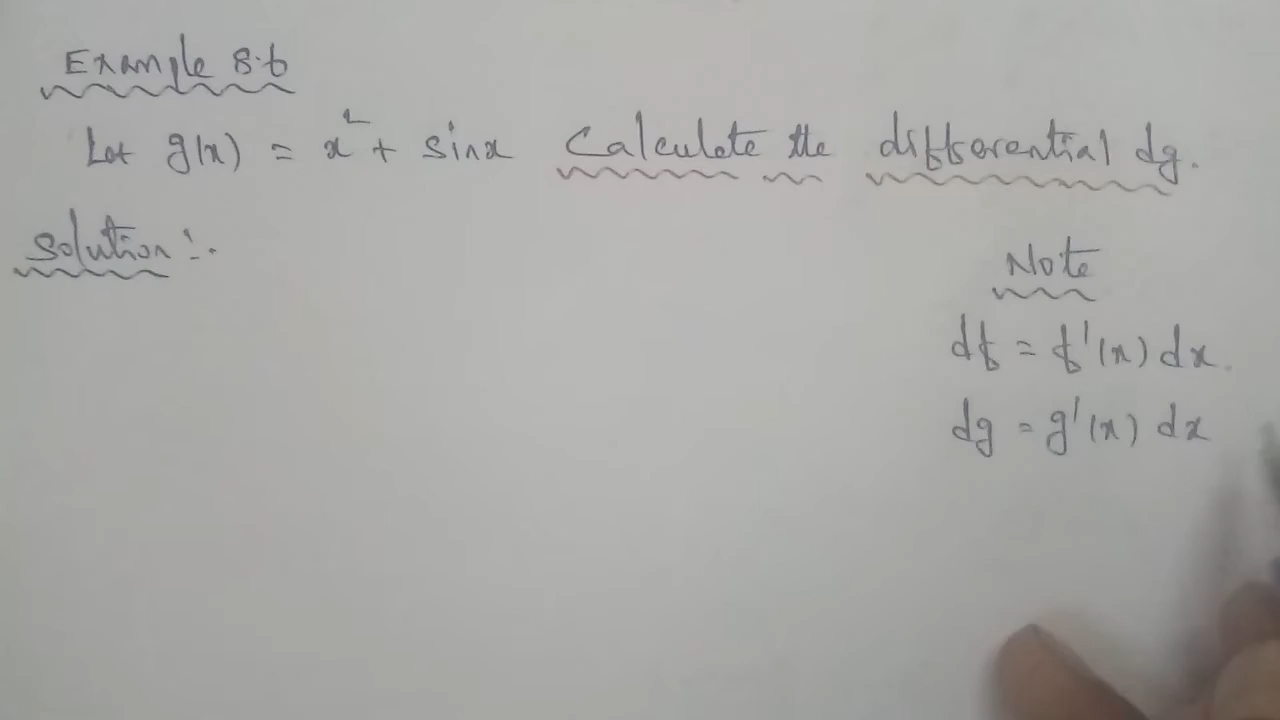 Example 8.6
Let g(x) = x² + sinx Calculate the differential dg.
Solution :.
Note
df = f'(x) dx.
dg = g'(x) dx